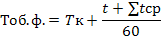 Тоб.ф. = Тк + (t + ∑tср)/60